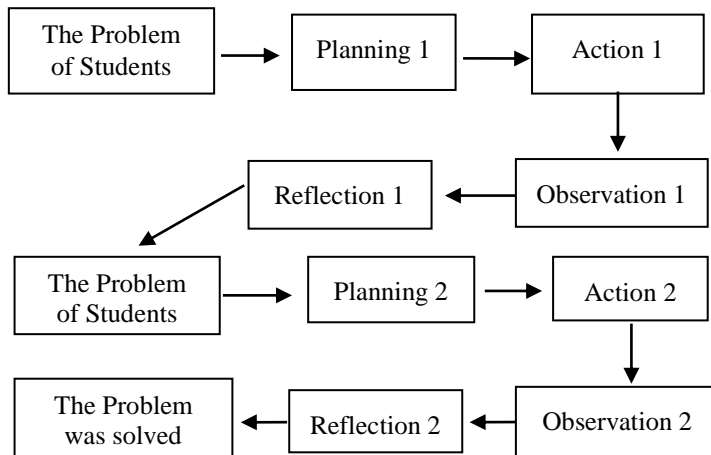 The Problem
of Students
Planning 1
Action 1
Observation 1
Reflection 1
The Problem
of Students
Planning 2
Action 2
Observation 2
Reflection 2
The Problem
was solved